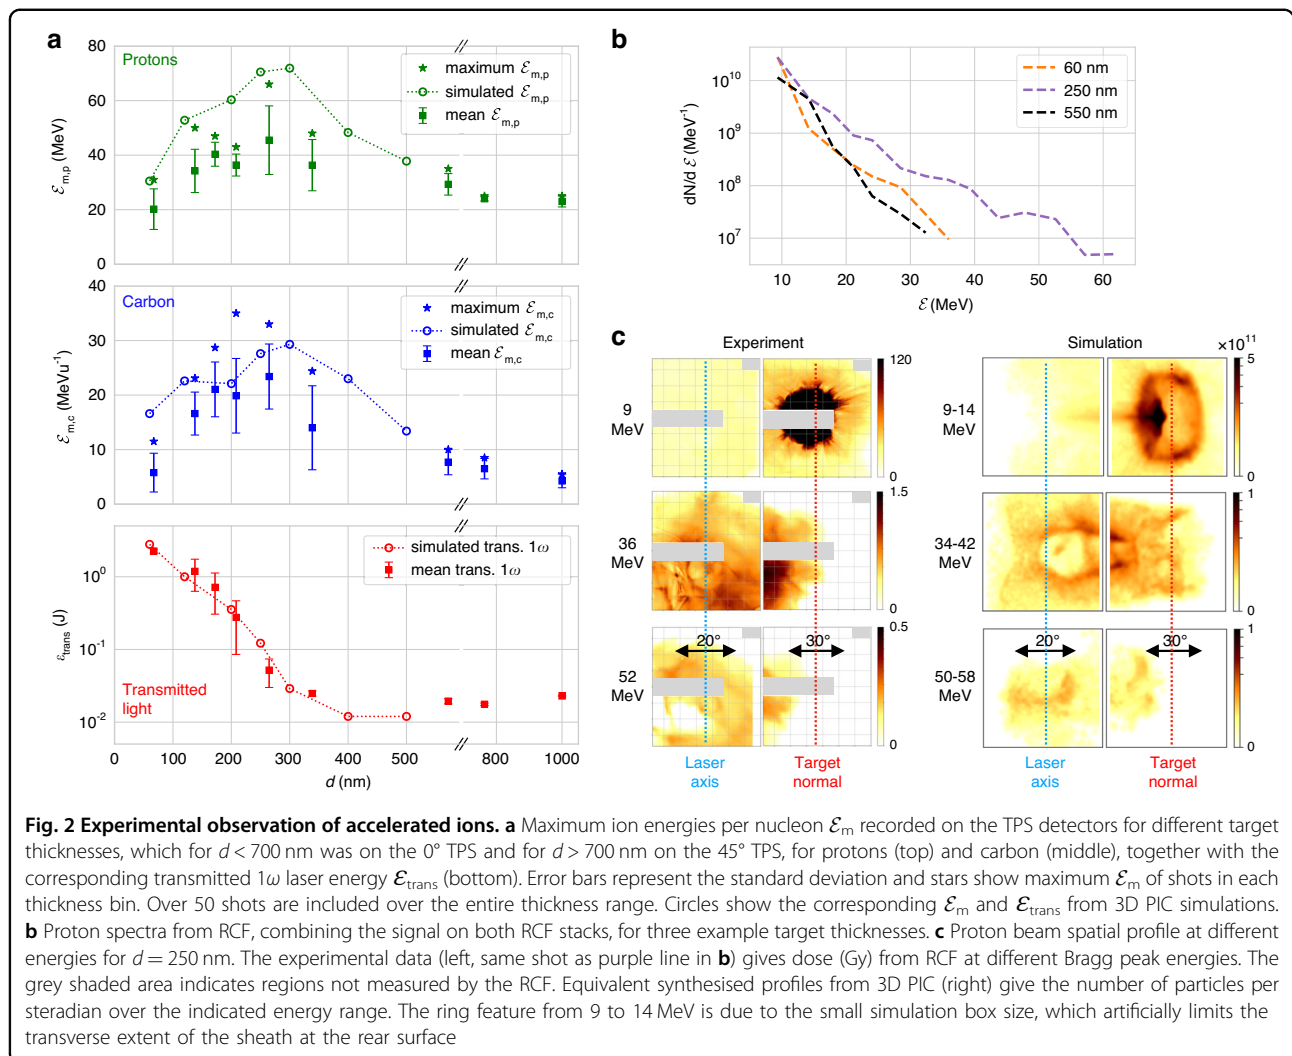 a
Protons
80
60
40
20
0
ℰm,p (MeV)
maximum ℰm,p
simulated ℰm,p
mean ℰm,p
Carbon
40
30
20
10
0
ℰm,c (MeVu⁻¹)
maximum ℰm,c
simulated ℰm,c
mean ℰm,c
simulated trans. 1ω
mean trans. 1ω
10⁰
10⁻¹
10⁻²
εtrans (J)
Transmitted
light
0 100 200 300 400 500 800 1000
d (nm)
b
60 nm
250 nm
550 nm
10¹⁰
10⁹
10⁸
10⁷
dN/d ℰ (MeV⁻¹)
10 20 30 40 50 60
ℰ (MeV)
c
Experiment
Simulation
×10¹¹
9
MeV
120
0
9-14
MeV
5
0
36
MeV
1.5
0
34-42
MeV
1
0
52
MeV
20°
30°
0.5
0
50-58
MeV
20°
30°
1
0
Laser
axis
Target
normal
Laser
axis
Target
normal
Fig. 2 Experimental observation of accelerated ions. a Maximum ion energies per nucleon ℰm recorded on the TPS detectors for different target
thicknesses, which for d < 700 nm was on the 0° TPS and for d > 700 nm on the 45° TPS, for protons (top) and carbon (middle), together with the
corresponding transmitted 1ω laser energy ℰtrans (bottom). Error bars represent the standard deviation and stars show maximum ℰm of shots in each
thickness bin. Over 50 shots are included over the entire thickness range. Circles show the corresponding ℰm and ℰtrans from 3D PIC simulations.
b Proton spectra from RCF, combining the signal on both RCF stacks, for three example target thicknesses. c Proton beam spatial profile at different
energies for d = 250 nm. The experimental data (left, same shot as purple line in b) gives dose (Gy) from RCF at different Bragg peak energies. The
grey shaded area indicates regions not measured by the RCF. Equivalent synthesised profiles from 3D PIC (right) give the number of particles per
steradian over the indicated energy range. The ring feature from 9 to 14 MeV is due to the small simulation box size, which artificially limits the
transverse extent of the sheath at the rear surface